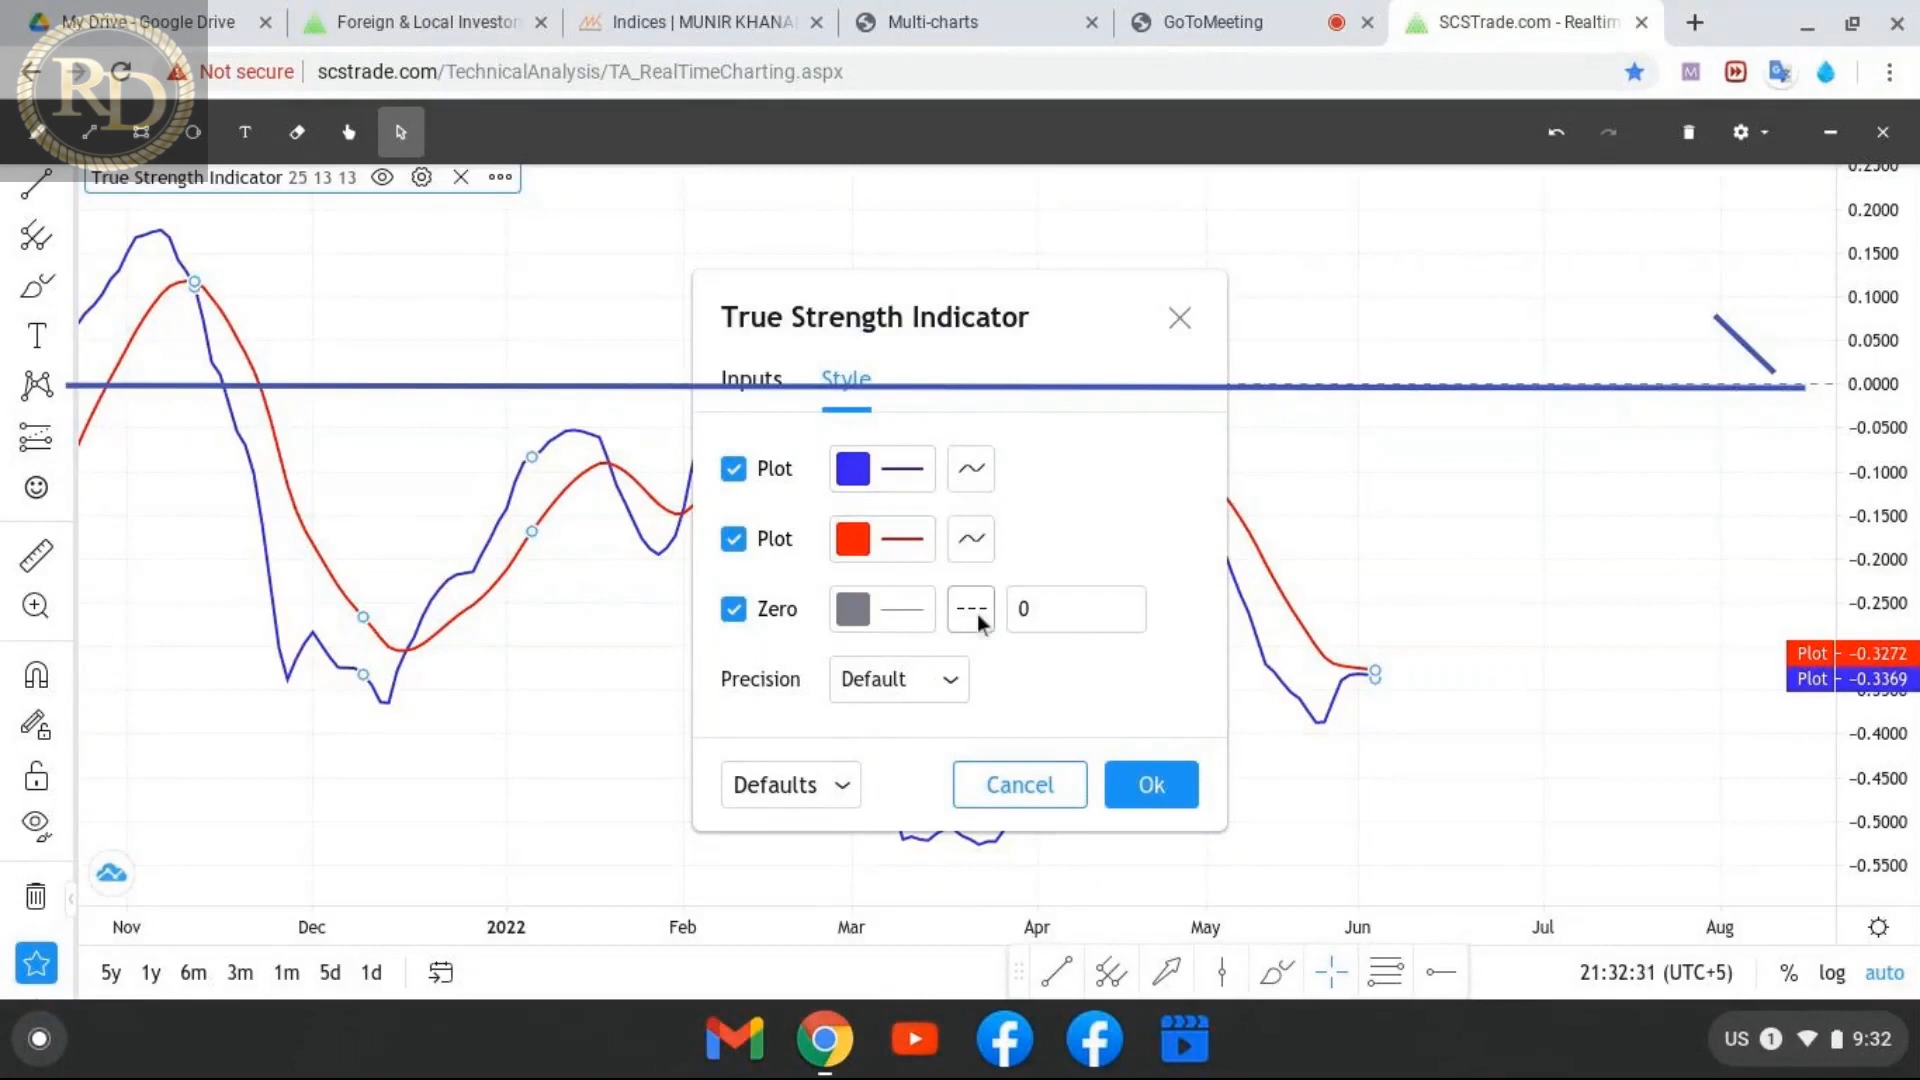 My Drive - Google Drive
Foreign & Local Investor
Indices | MUNIR KHANA
Multi-charts
GoToMeeting
SCSTrade.com - Realtim
Not secure
scstrade.com/TechnicalAnalysis/TA_RealTimeCharting.aspx
RD
T
True Strength Indicator 25 13 13
0.2500
0.2000
0.1500
0.1000
0.0500
0.0000
-0.0500
-0.1000
-0.1500
-0.2000
-0.2500
Plot -0.3272
Plot -0.3369
-0.4000
-0.4500
-0.5000
-0.5500
True Strength Indicator
Inputs Style
Plot
Plot
Zero 0
Precision Default
Defaults Cancel Ok
Nov Dec 2022 Feb Mar Apr May Jun Jul Aug
5y 1y 6m 3m 1m 5d 1d
21:32:31 (UTC+5) % log auto
US 1 9:32